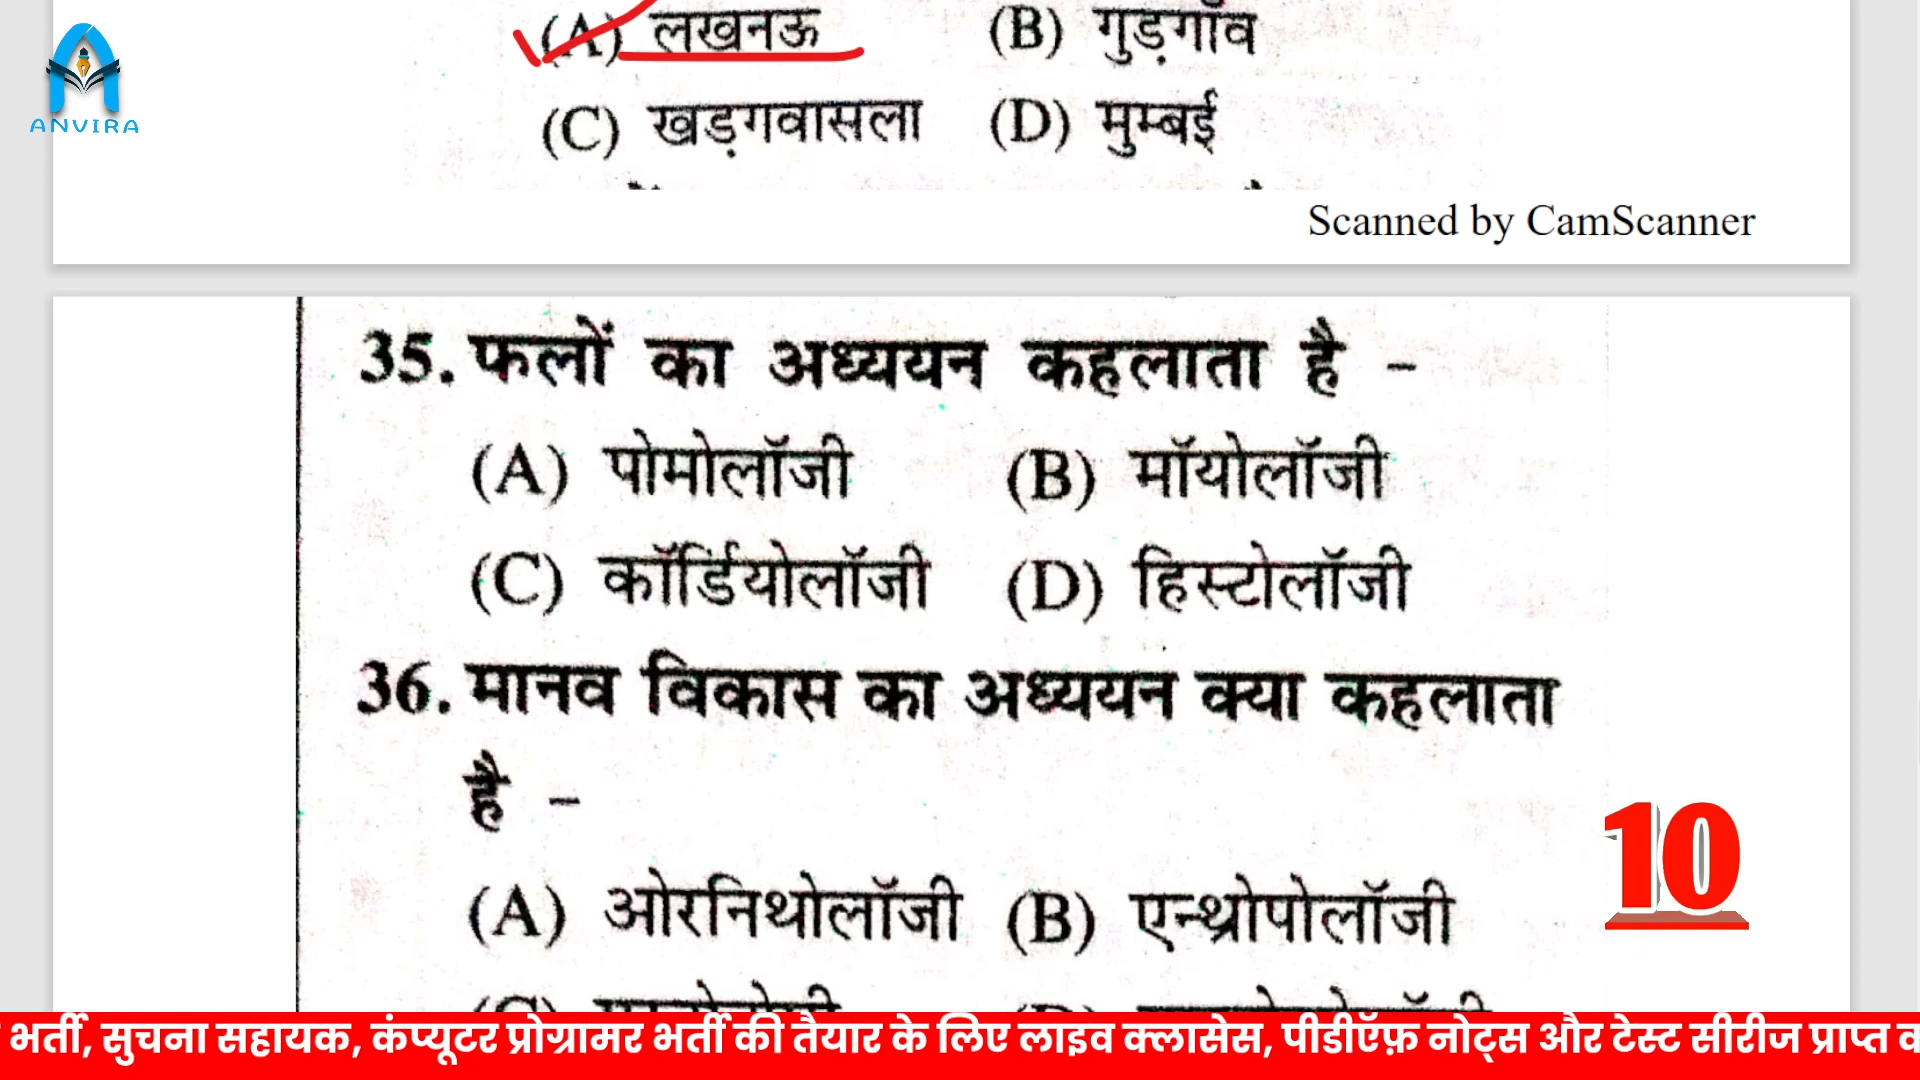 (A) लखनऊ (B) गुड़गाँव
ANVIRA
(C) खड़गवासला (D) मुम्बई
Scanned by CamScanner
35. फलों का अध्ययन कहलाता है -
(A) पोमोलॉजी (B) मॉयोलॉजी
(C) कॉर्डियोलॉजी (D) हिस्टोलॉजी
36. मानव विकास का अध्ययन क्या कहलाता
है -
(A) ओरनिथोलॉजी (B) एन्थ्रोपोलॉजी
10
भर्ती, सुचना सहायक, कंप्यूटर प्रोग्रामर भर्ती की तैयार के लिए लाइव क्लासेस, पीडीऍफ़ नोट्स और टेस्ट सीरीज प्राप्त